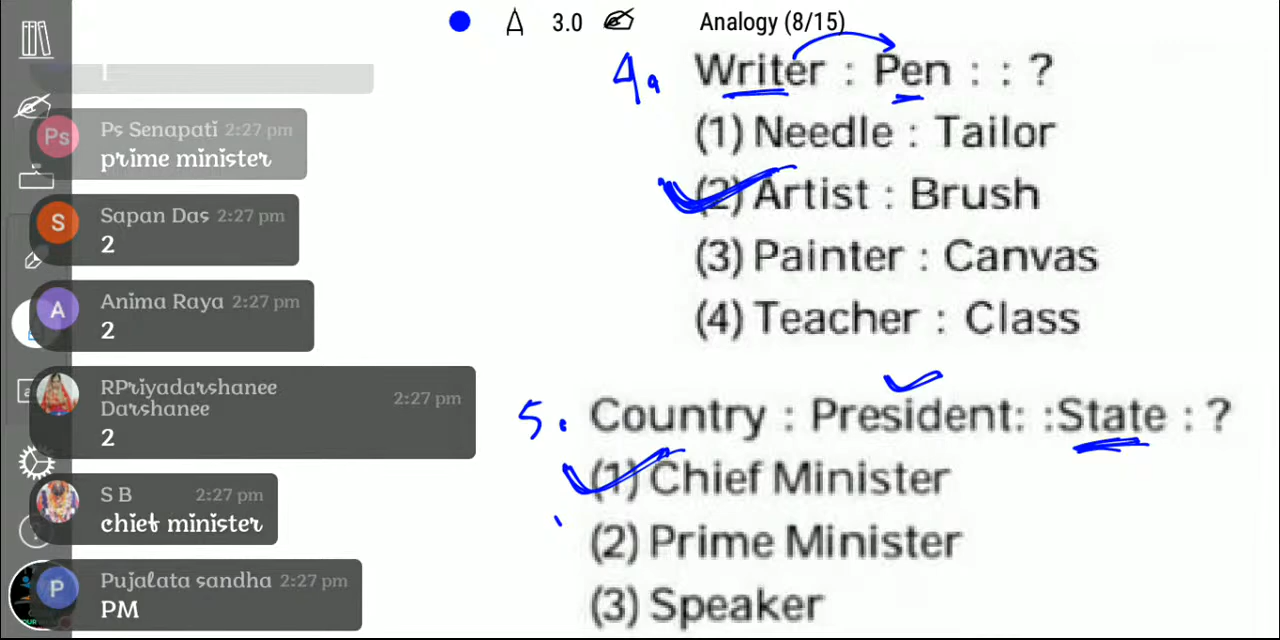 3.0
Analogy (8/15)
Ps Senapati 2:27 pm
prime minister
Sapan Das 2:27 pm
2
Anima Raya 2:27 pm
2
RPriyadarshanee
Darshanee 2:27 pm
2
S B 2:27 pm
chief minister
Pujalata sandha 2:27 pm
PM
4. Writer : Pen : : ?
(1) Needle : Tailor
(2) Artist : Brush
(3) Painter : Canvas
(4) Teacher : Class
5. Country : President: :State : ?
(1) Chief Minister
(2) Prime Minister
(3) Speaker